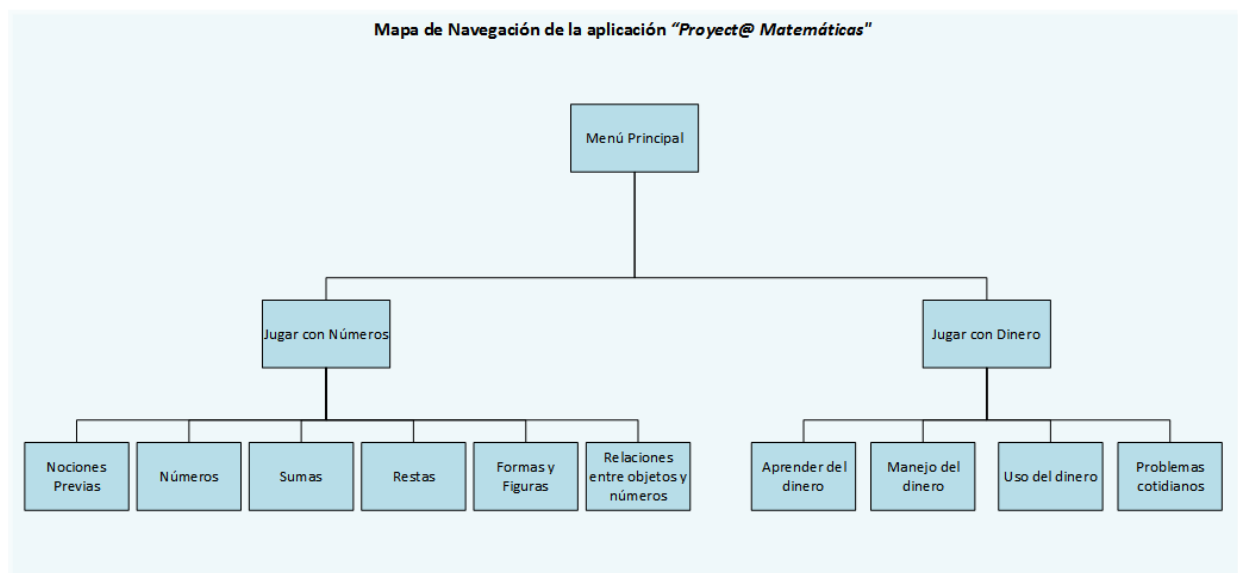 Mapa de Navegación de la aplicación “Proyect@ Matemáticas"
Menú Principal
Jugar con Números
Jugar con Dinero
Nociones
Previas
Números
Sumas
Restas
Formas y
Figuras
Relaciones
entre objetos y
números
Aprender del
dinero
Manejo del
dinero
Uso del dinero
Problemas
cotidianos